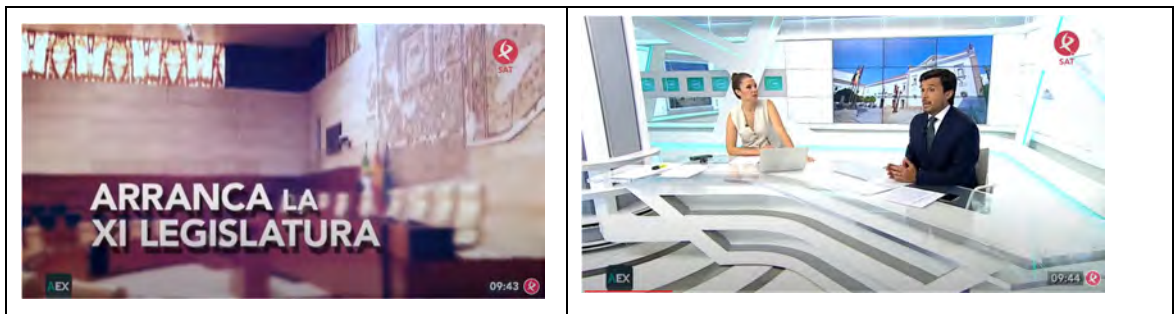 SAT
ARRANCA LA
XI LEGISLATURA
AEX
09:43
SAT
AEX
09:44